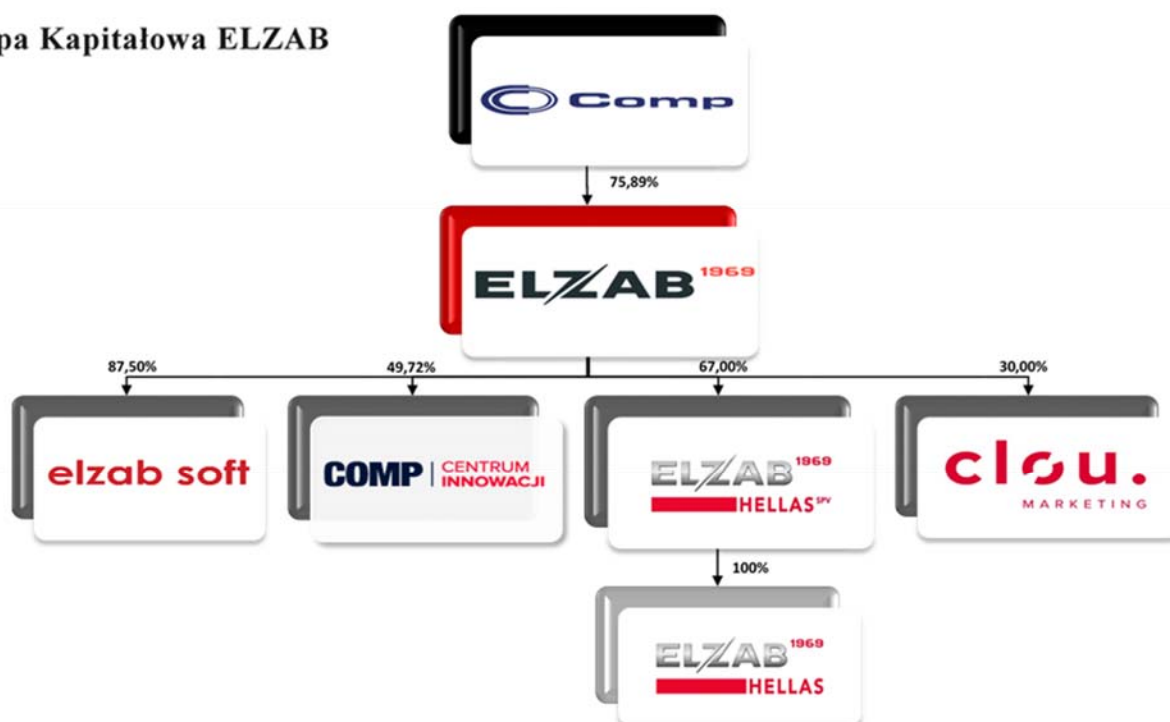 pa Kapitałowa ELZAB
Comp
75,89%
ELZAB 1969
87,50%
49,72%
67,00%
30,00%
elzab soft
COMP | CENTRUM
INNOWACJI
ELZAB 1969
HELLAS SPV
clou.
MARKETING
100%
ELZAB 1969
HELLAS